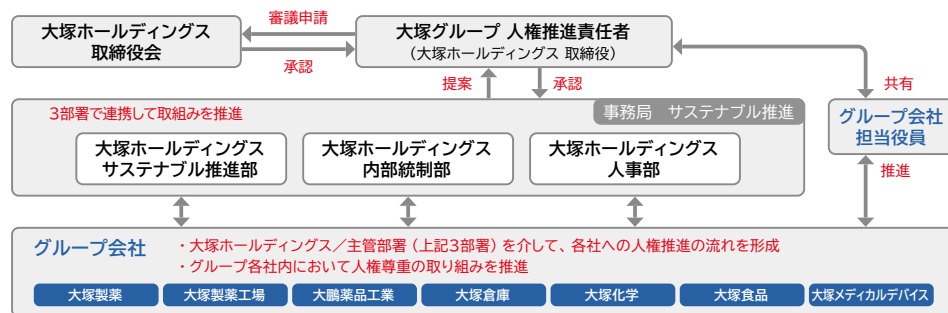 大塚ホールディングス
取締役会
審議申請
承認
大塚グループ 人権推進責任者
（大塚ホールディングス 取締役）
提案
承認
共有
3部署で連携して取組みを推進
事務局 サステナブル推進
大塚ホールディングス
サステナブル推進部
大塚ホールディングス
内部統制部
大塚ホールディングス
人事部
グループ会社
担当役員
推進
グループ会社
・大塚ホールディングス／主管部署（上記3部署）を介して、各社への人権推進の流れを形成
・グループ各社内において人権尊重の取り組みを推進
大塚製薬
大塚製薬工場
大鵬薬品工業
大塚倉庫
大塚化学
大塚食品
大塚メディカルデバイス